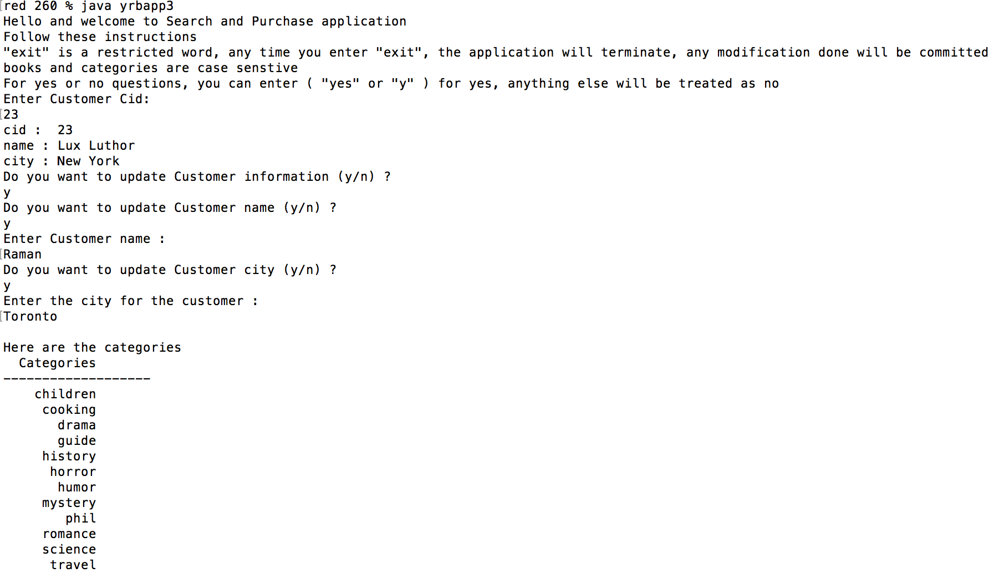 [red 260 % java yrbapp3
Hello and welcome to Search and Purchase application
Follow these instructions
"exit" is a restricted word, any time you enter "exit", the application will terminate, any modification done will be committed
books and categories are case senstive
For yes or no questions, you can enter ( "yes" or "y" ) for yes, anything else will be treated as no
Enter Customer Cid:
[23
cid :  23
name : Lux Luthor
city : New York
Do you want to update Customer information (y/n) ?
y
Do you want to update Customer name (y/n) ?
y
Enter Customer name :
[Raman
Do you want to update Customer city (y/n) ?
y
Enter the city for the customer :
[Toronto

Here are the categories
  Categories
-------------------
    children
     cooking
       drama
       guide
     history
      horror
       humor
     mystery
        phil
     romance
     science
      travel